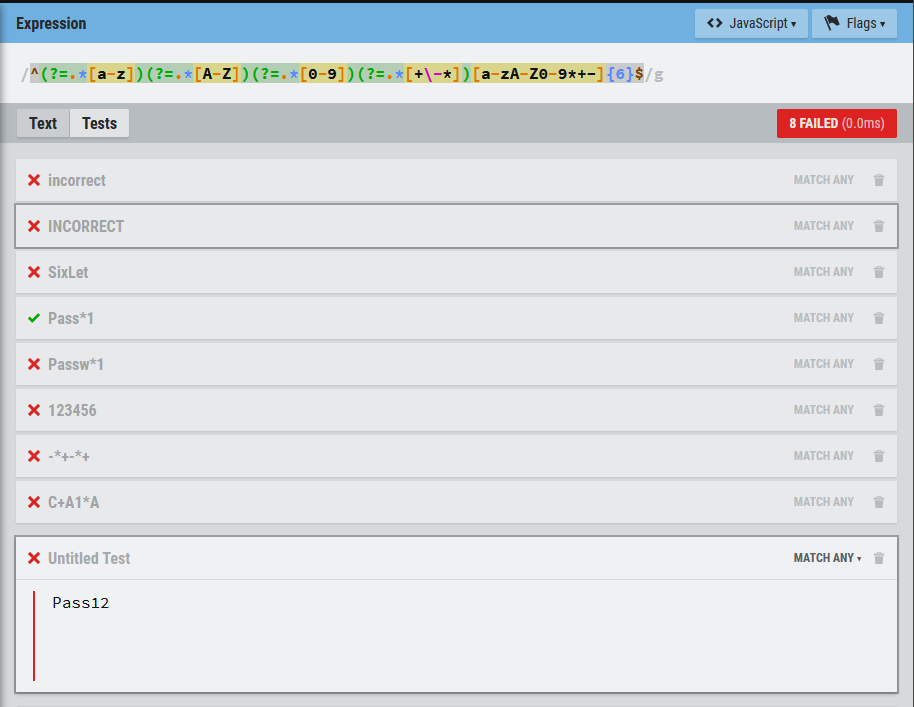 Expression
JavaScript
Flags
/^(?=.*[a-z])(?=.*[A-Z])(?=.*[0-9])(?=.*[+\-*])[a-zA-Z0-9*+-]{6}$/g
Text Tests
8 FAILED (0.0ms)
incorrect MATCH ANY
INCORRECT MATCH ANY
SixLet MATCH ANY
Pass*1 MATCH ANY
Passw*1 MATCH ANY
123456 MATCH ANY
-*+-*+ MATCH ANY
C+A1*A MATCH ANY
Untitled Test MATCH ANY
Pass12